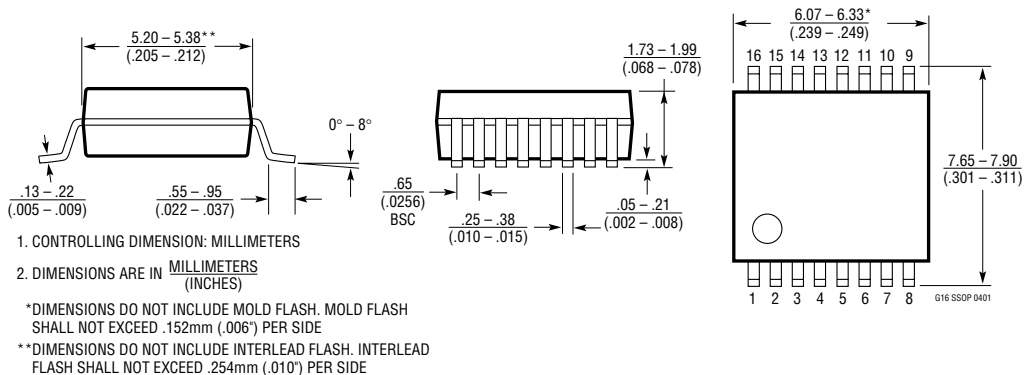 5.20 – 5.38**
(.205 – .212)
0° – 8°
.13 – .22
(.005 – .009)
.55 – .95
(.022 – .037)
1.73 – 1.99
(.068 – .078)
.65
(.0256)
BSC
.25 – .38
(.010 – .015)
.05 – .21
(.002 – .008)
6.07 – 6.33*
(.239 – .249)
16 15 14 13 12 11 10 9
7.65 – 7.90
(.301 – .311)
1 2 3 4 5 6 7 8
G16 SSOP 0401
1. CONTROLLING DIMENSION: MILLIMETERS
2. DIMENSIONS ARE IN MILLIMETERS
(INCHES)
*DIMENSIONS DO NOT INCLUDE MOLD FLASH. MOLD FLASH
SHALL NOT EXCEED .152mm (.006") PER SIDE
**DIMENSIONS DO NOT INCLUDE INTERLEAD FLASH. INTERLEAD
FLASH SHALL NOT EXCEED .254mm (.010") PER SIDE